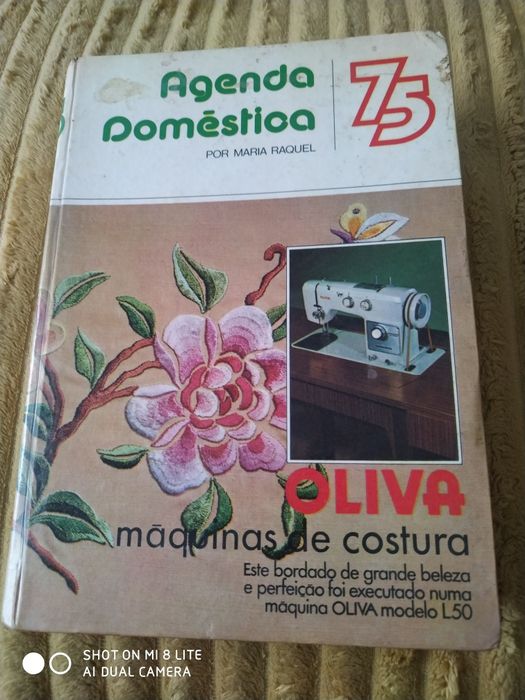 Agenda
Doméstica
POR MARIA RAQUEL
75
OLIVA
máquinas de costura
Este bordado de grande beleza
e perfeição foi executado numa
máquina OLIVA modelo L50
SHOT ON MI 8 LITE
AI DUAL CAMERA